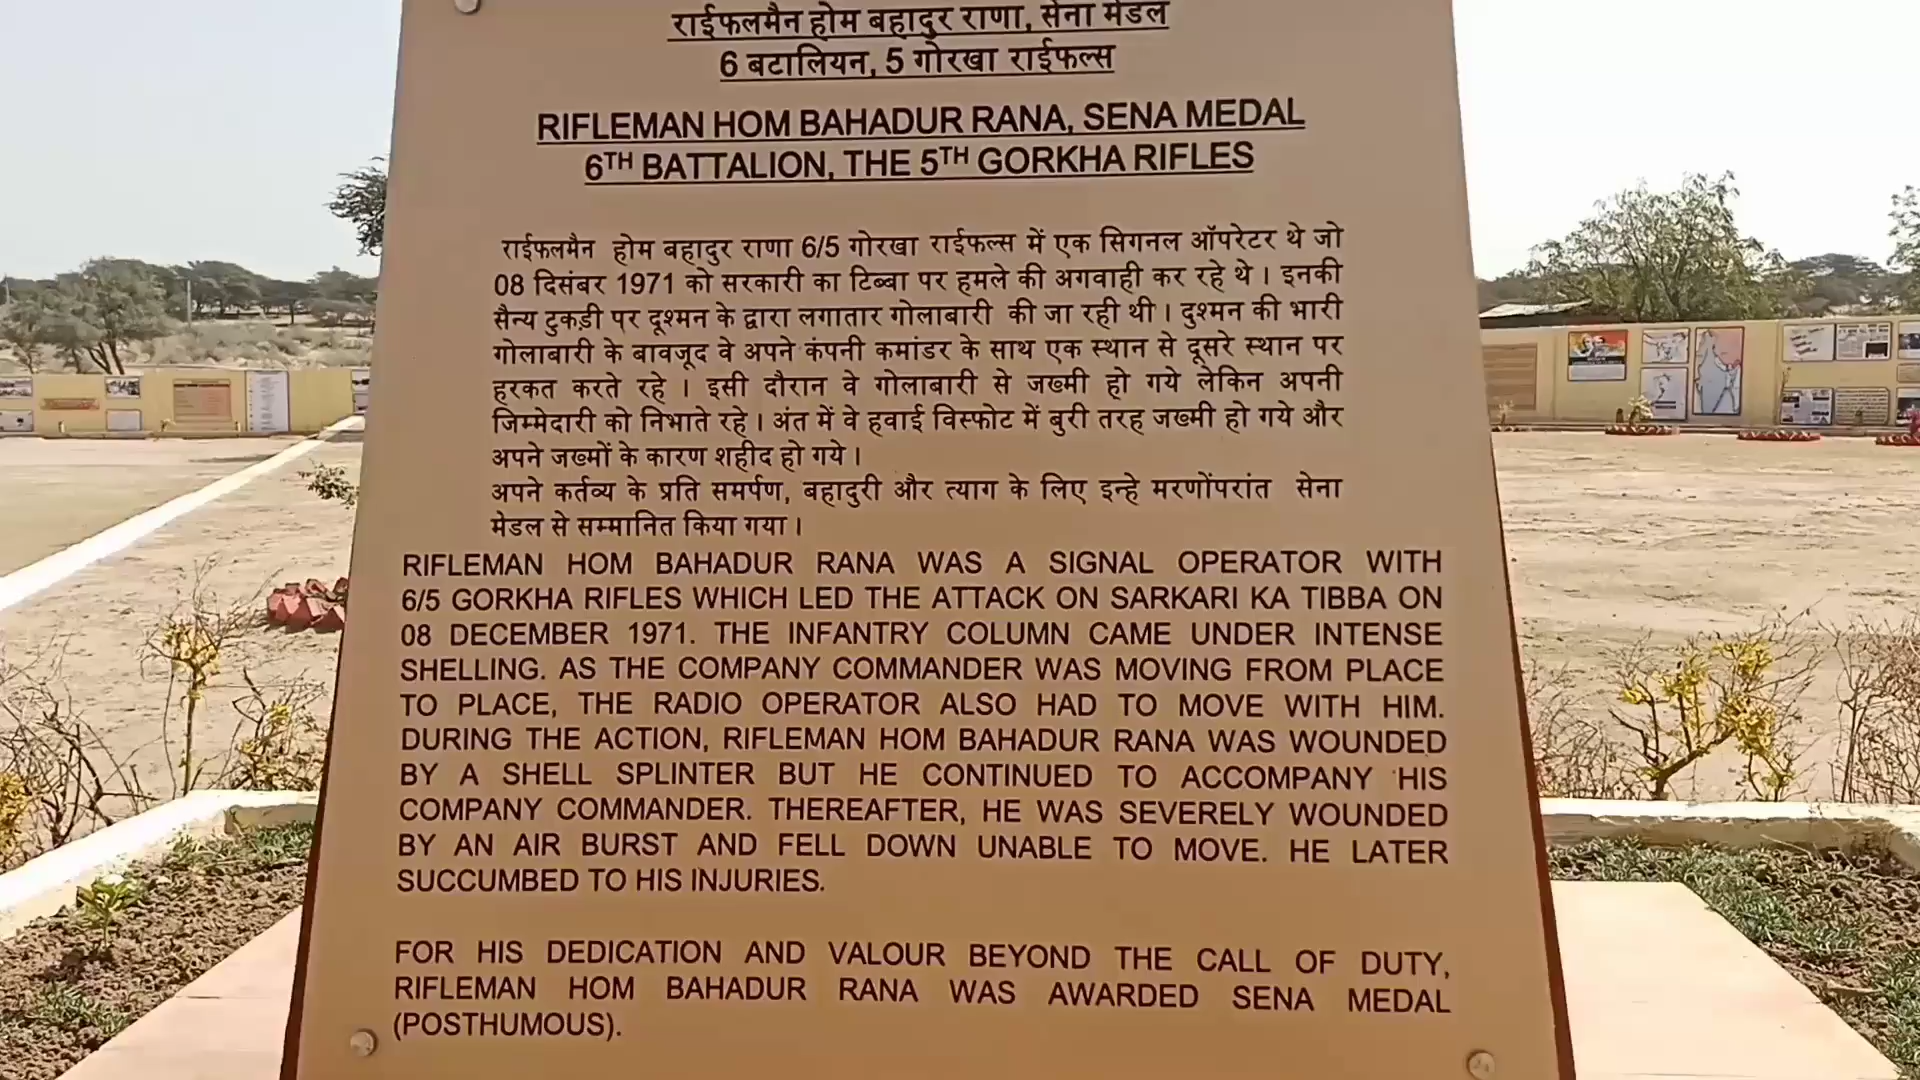 राईफलमैन होम बहादुर राणा, सेना मेडल
6 बटालियन, 5 गोरखा राईफल्स
RIFLEMAN HOM BAHADUR RANA, SENA MEDAL
6TH BATTALION, THE 5TH GORKHA RIFLES
राईफलमैन होम बहादुर राणा 6/5 गोरखा राईफल्स में एक सिगनल ऑपरेटर थे जो
08 दिसंबर 1971 को सरकारी का टिब्बा पर हमले की अगवाही कर रहे थे। इनकी
सैन्य टुकड़ी पर दूश्मन के द्वारा लगातार गोलाबारी की जा रही थी। दुश्मन की भारी
गोलाबारी के बावजूद वे अपने कंपनी कमांडर के साथ एक स्थान से दूसरे स्थान पर
हरकत करते रहे । इसी दौरान वे गोलाबारी से जख्मी हो गये लेकिन अपनी
जिम्मेदारी को निभाते रहे। अंत में वे हवाई विस्फोट में बुरी तरह जख्मी हो गये और
अपने जख्मों के कारण शहीद हो गये।
अपने कर्तव्य के प्रति समर्पण, बहादुरी और त्याग के लिए इन्हे मरणोंपरांत सेना
मेडल से सम्मानित किया गया।
RIFLEMAN HOM BAHADUR RANA WAS A SIGNAL OPERATOR WITH
6/5 GORKHA RIFLES WHICH LED THE ATTACK ON SARKARI KA TIBBA ON
08 DECEMBER 1971. THE INFANTRY COLUMN CAME UNDER INTENSE
SHELLING. AS THE COMPANY COMMANDER WAS MOVING FROM PLACE
TO PLACE, THE RADIO OPERATOR ALSO HAD TO MOVE WITH HIM.
DURING THE ACTION, RIFLEMAN HOM BAHADUR RANA WAS WOUNDED
BY A SHELL SPLINTER BUT HE CONTINUED TO ACCOMPANY HIS
COMPANY COMMANDER. THEREAFTER, HE WAS SEVERELY WOUNDED
BY AN AIR BURST AND FELL DOWN UNABLE TO MOVE. HE LATER
SUCCUMBED TO HIS INJURIES.
FOR HIS DEDICATION AND VALOUR BEYOND THE CALL OF DUTY,
RIFLEMAN HOM BAHADUR RANA WAS AWARDED SENA MEDAL
(POSTHUMOUS).